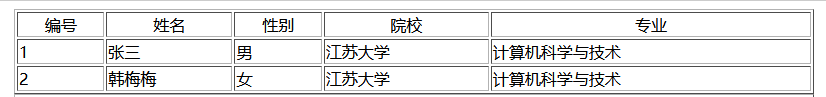 编号 姓名 性别 院校 专业
1 张三 男 江苏大学 计算机科学与技术
2 韩梅梅 女 江苏大学 计算机科学与技术